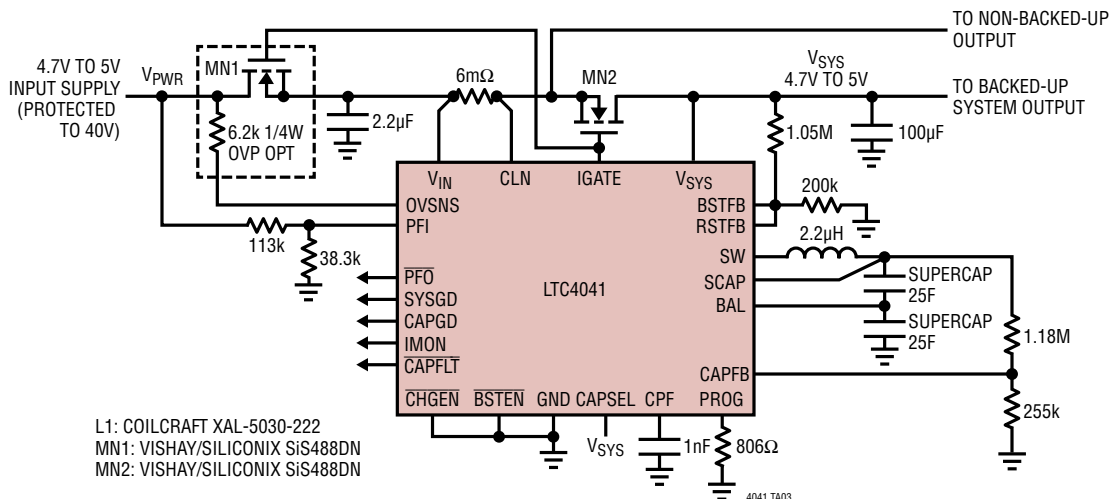 TO NON-BACKED-UP
OUTPUT
4.7V TO 5V
INPUT SUPPLY
(PROTECTED
TO 40V)
VPWR
MN1
6mΩ
MN2
VSYS
4.7V TO 5V
TO BACKED-UP
SYSTEM OUTPUT
6.2k 1/4W
OVP OPT
2.2µF
1.05M
100µF
VIN
CLN
IGATE
VSYS
OVSNS
PFI
BSTFB
RSTFB
200k
113k
38.3k
SW
2.2µH
SCAP
BAL
SUPERCAP
25F
SUPERCAP
25F
1.18M
PFO
SYSGD
CAPGD
IMON
CAPFLT
LTC4041
CAPFB
255k
CHGEN
BSTEN
GND
CAPSEL
CPF
PROG
VSYS
1nF
806Ω
L1: COILCRAFT XAL-5030-222
MN1: VISHAY/SILICONIX SiS488DN
MN2: VISHAY/SILICONIX SiS488DN
4041 TA03